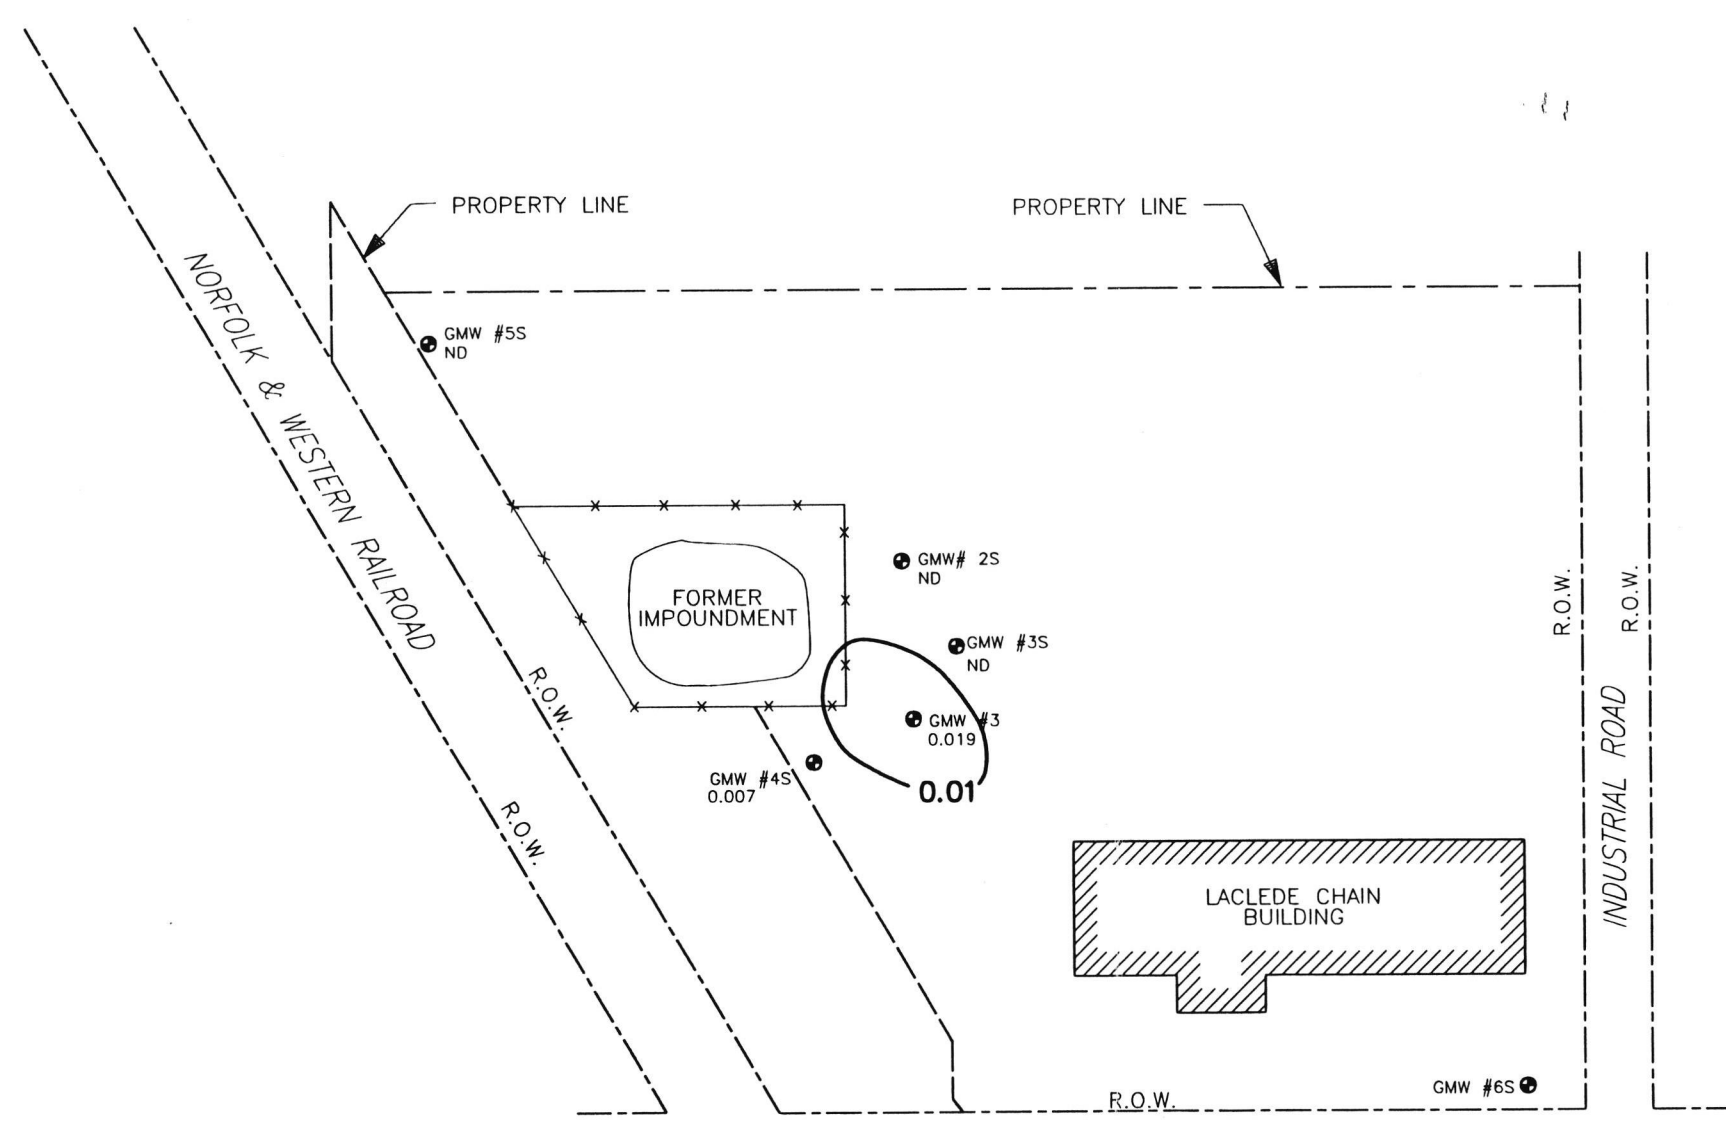 PROPERTY LINE
PROPERTY LINE
NORFOLK & WESTERN RAILROAD
GMW #5S
ND
GMW# 2S
ND
FORMER
IMPOUNDMENT
GMW #3S
ND
R.O.W.
R.O.W.
R.O.W.
GMW #3
0.019
GMW #4S
0.007
0.01
R.O.W.
INDUSTRIAL ROAD
LACLEDE CHAIN
BUILDING
GMW #6S
R.O.W.